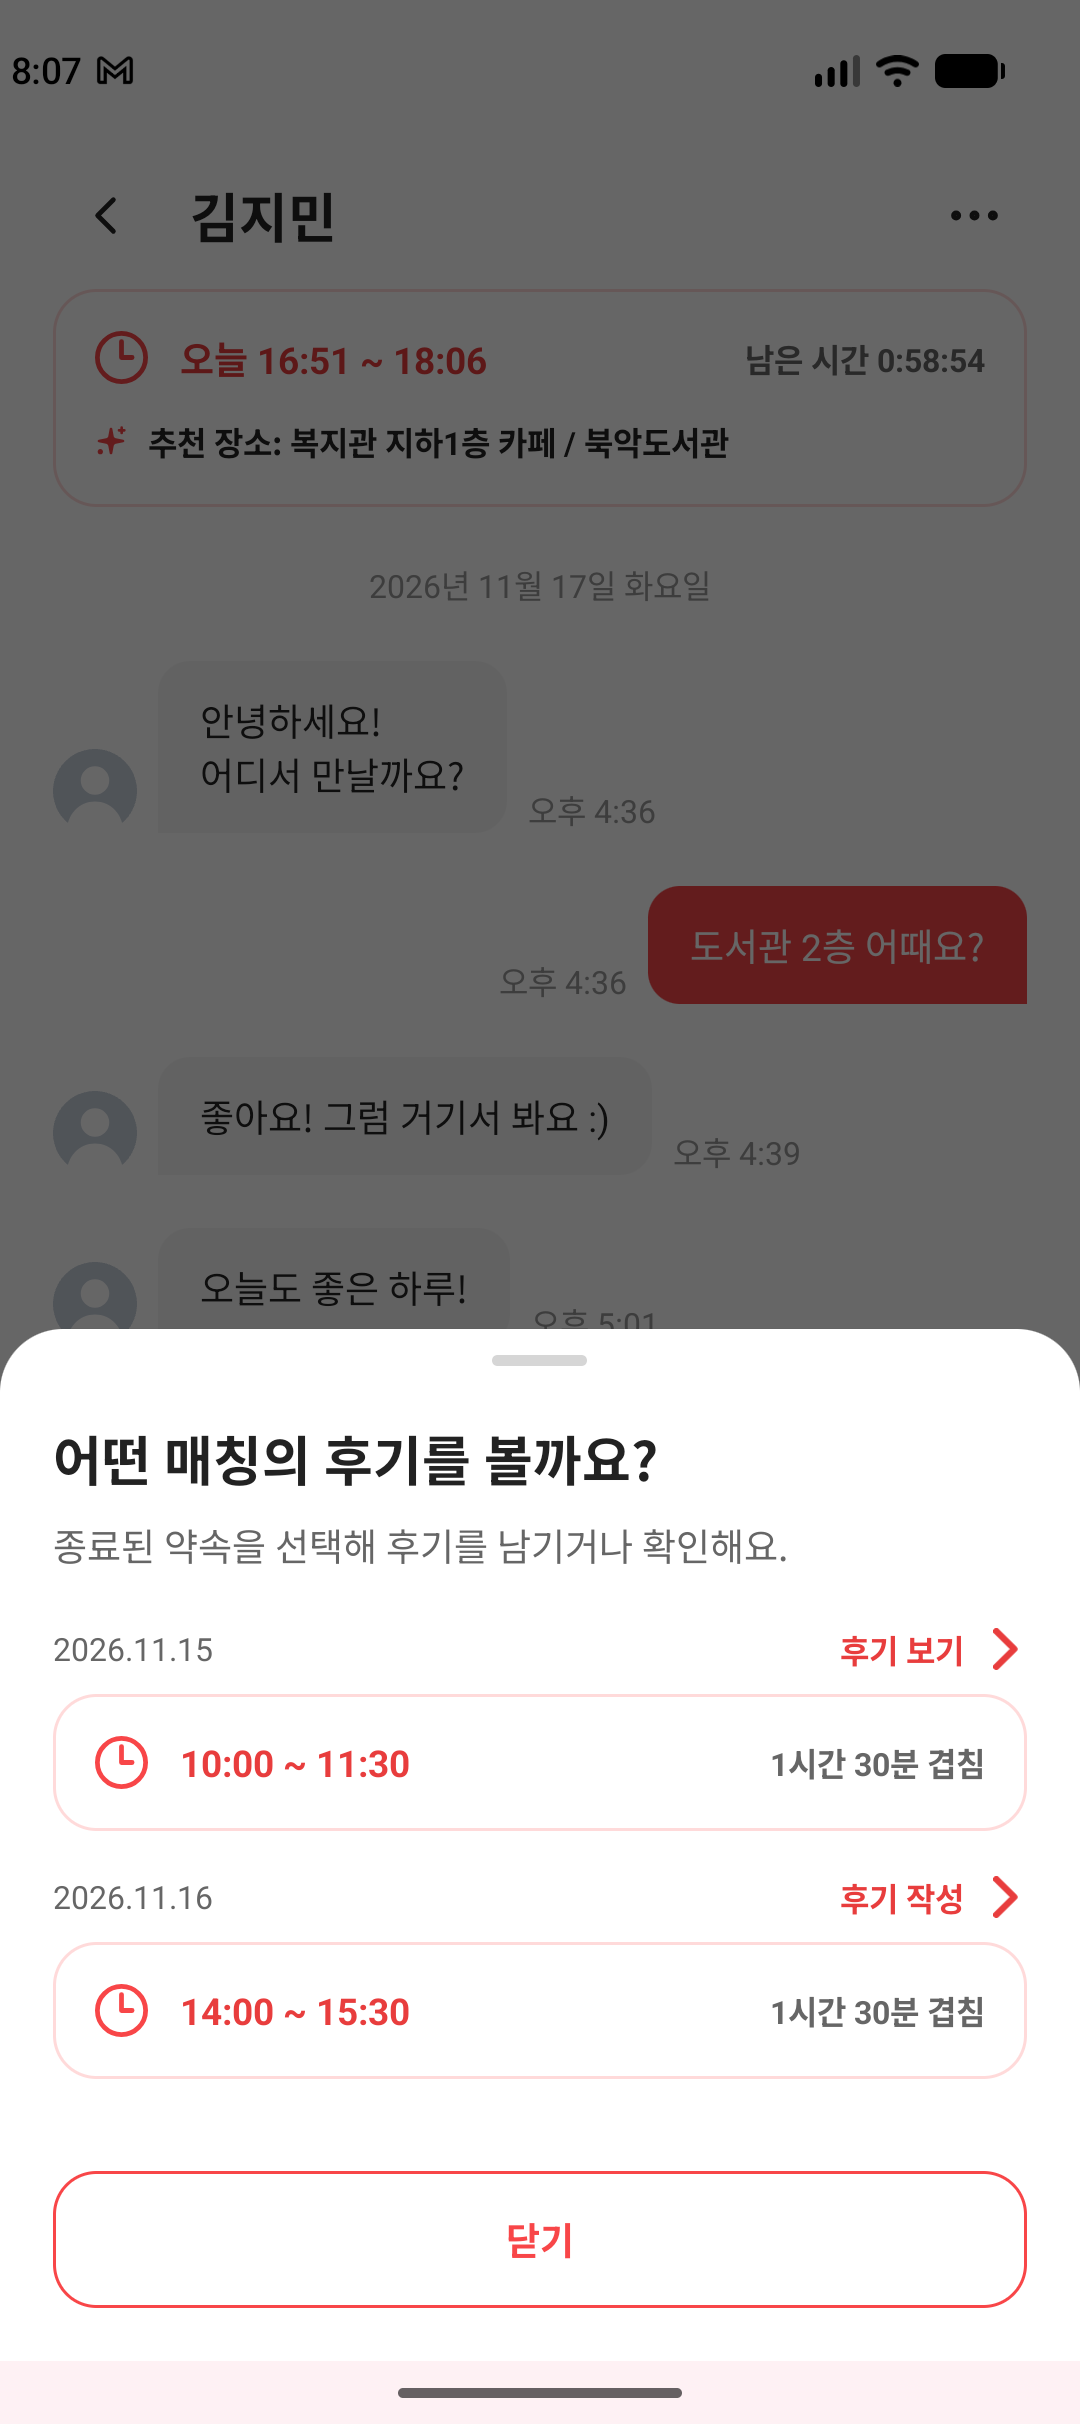 8:07
김지민
오늘 16:51 ~ 18:06
남은 시간 0:58:54
추천 장소: 복지관 지하1층 카페 / 북악도서관
2026년 11월 17일 화요일
안녕하세요!
어디서 만날까요?
오후 4:36
도서관 2층 어때요?
오후 4:36
좋아요! 그럼 거기서 봐요 :)
오후 4:39
오늘도 좋은 하루!
오후 5:01
어떤 매칭의 후기를 볼까요?
종료된 약속을 선택해 후기를 남기거나 확인해요.
2026.11.15
후기 보기
10:00 ~ 11:30
1시간 30분 겹침
2026.11.16
후기 작성
14:00 ~ 15:30
1시간 30분 겹침
닫기